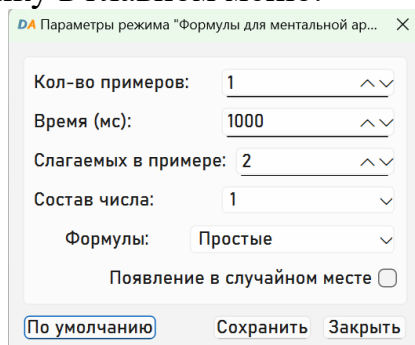 DA Параметры режима "Формулы для ментальной ар...
Кол-во примеров: 1
Время (мс): 1000
Слагаемых в примере: 2
Состав числа: 1
Формулы: Простые
Появление в случайном месте
По умолчанию Сохранить Закрыть